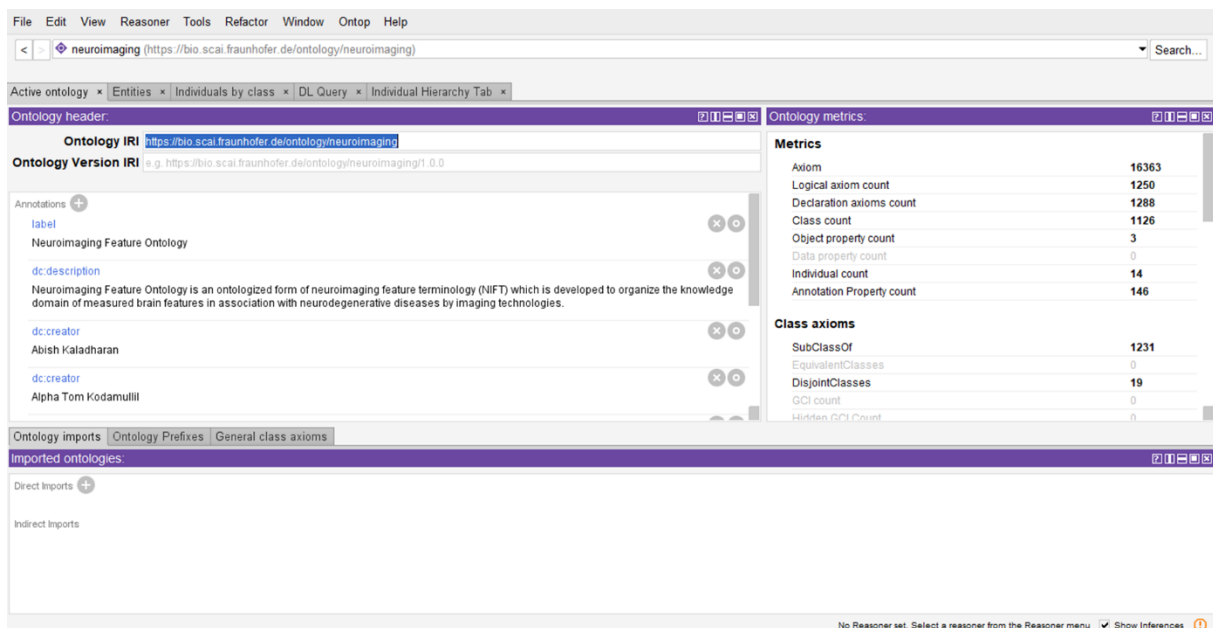 File Edit View Reasoner Tools Refactor Window Ontop Help
< > neuroimaging (https://bio.scai.fraunhofer.de/ontology/neuroimaging) Search...
Active ontology × Entities × Individuals by class × DL Query × Individual Hierarchy Tab ×
Ontology header:
Ontology IRI https://bio.scai.fraunhofer.de/ontology/neuroimaging
Ontology Version IRI e.g. https://bio.scai.fraunhofer.de/ontology/neuroimaging/1.0.0
Annotations
label
Neuroimaging Feature Ontology
dc:description
Neuroimaging Feature Ontology is an ontologized form of neuroimaging feature terminology (NIFT) which is developed to organize the knowledge
domain of measured brain features in association with neurodegenerative diseases by imaging technologies.
dc:creator
Abish Kaladharan
dc:creator
Alpha Tom Kodamullil
Ontology metrics:
Metrics
Axiom 16363
Logical axiom count 1250
Declaration axioms count 1288
Class count 1126
Object property count 3
Data property count 0
Individual count 14
Annotation Property count 146
Class axioms
SubClassOf 1231
EquivalentClasses 0
DisjointClasses 19
GCI count 0
Hidden GCI Count 0
Ontology imports Ontology Prefixes General class axioms
Imported ontologies:
Direct Imports
Indirect Imports
No Reasoner set. Select a reasoner from the Reasoner menu Show Inferences